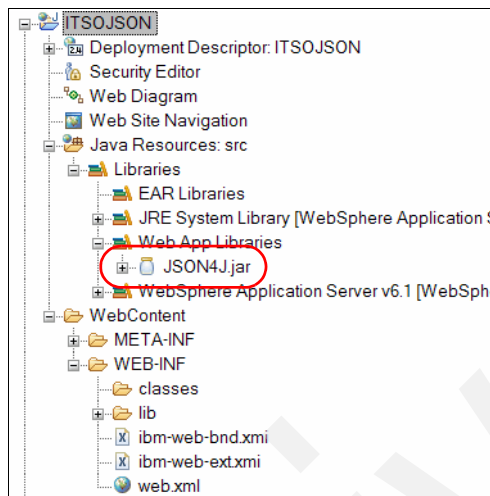 ITSOJSON
Deployment Descriptor: ITSOJSON
Security Editor
Web Diagram
Web Site Navigation
Java Resources: src
Libraries
EAR Libraries
JRE System Library [WebSphere Application
Web App Libraries
JSON4J.jar
WebSphere Application Server v6.1 [WebSph
WebContent
META-INF
WEB-INF
classes
lib
ibm-web-bnd.xmi
ibm-web-ext.xmi
web.xml